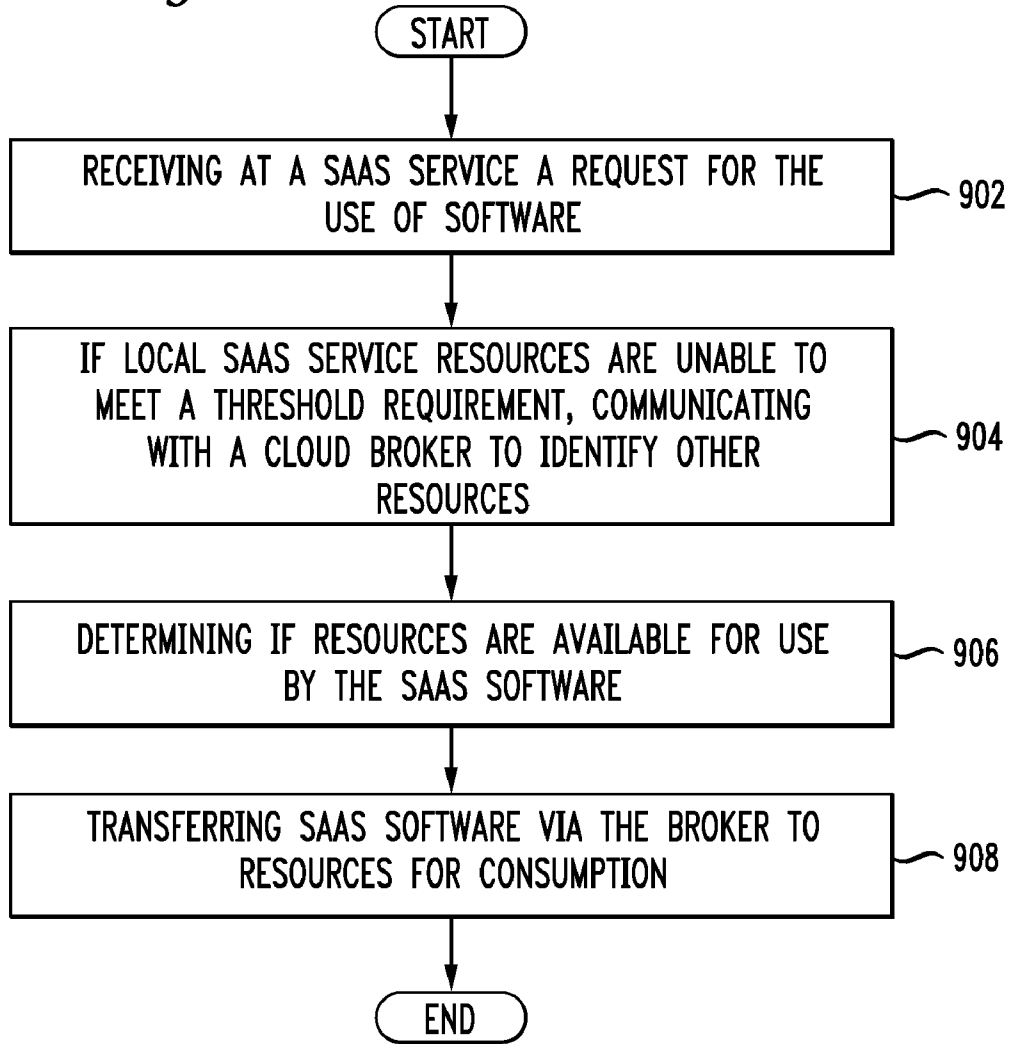 START
RECEIVING AT A SAAS SERVICE A REQUEST FOR THE
USE OF SOFTWARE
902
IF LOCAL SAAS SERVICE RESOURCES ARE UNABLE TO
MEET A THRESHOLD REQUIREMENT, COMMUNICATING
WITH A CLOUD BROKER TO IDENTIFY OTHER
RESOURCES
904
DETERMINING IF RESOURCES ARE AVAILABLE FOR USE
BY THE SAAS SOFTWARE
906
TRANSFERRING SAAS SOFTWARE VIA THE BROKER TO
RESOURCES FOR CONSUMPTION
908
END